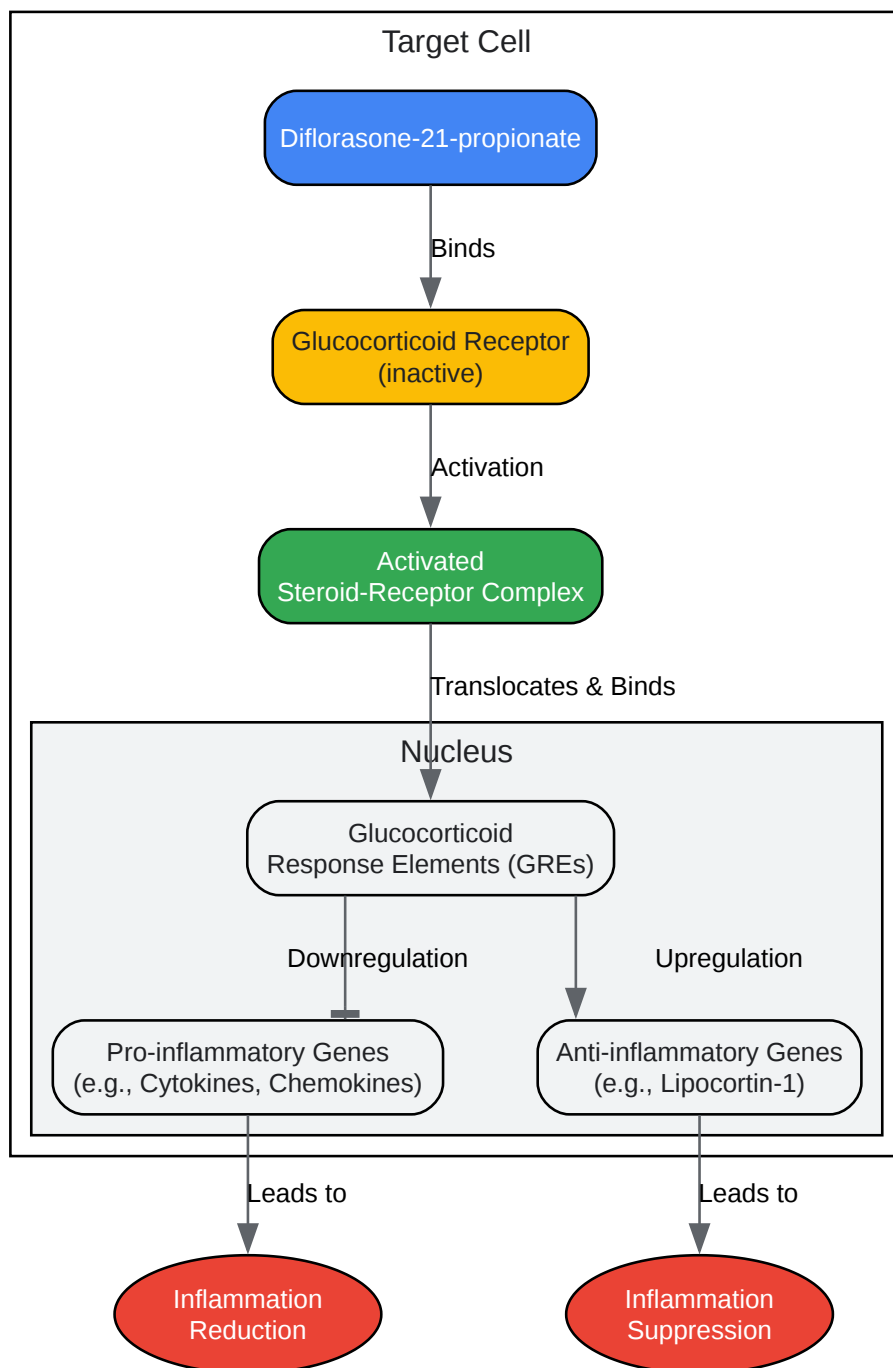 Target Cell
Diflorasone-21-propionate
Binds
Glucocorticoid Receptor
(inactive)
Activation
Activated
Steroid-Receptor Complex
Translocates & Binds
Nucleus
Glucocorticoid
Response Elements (GREs)
Downregulation
Upregulation
Pro-inflammatory Genes
(e.g., Cytokines, Chemokines)
Anti-inflammatory Genes
(e.g., Lipocortin-1)
Leads to
Leads to
Inflammation
Reduction
Inflammation
Suppression